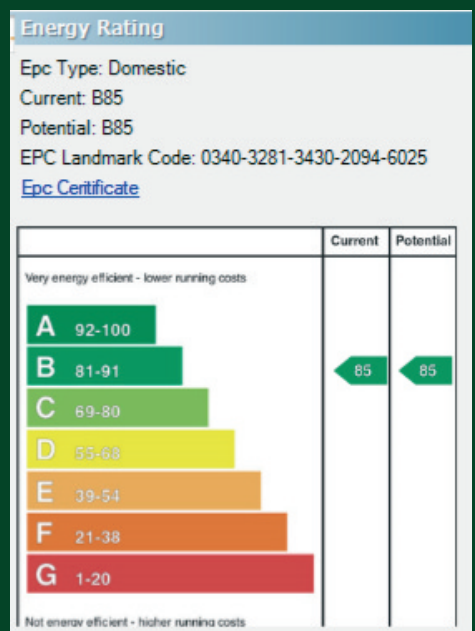 Energy Rating
Epc Type: Domestic
Current: B85
Potential: B85
EPC Landmark Code: 0340-3281-3430-2094-6025
Epc Ceritificate
Current Potential
Very energy efficient - lower running costs
A 92-100
B 81-91 85 85
C 69-80
D 55-68
E 39-54
F 21-38
G 1-20
Not energy efficient - higher running costs